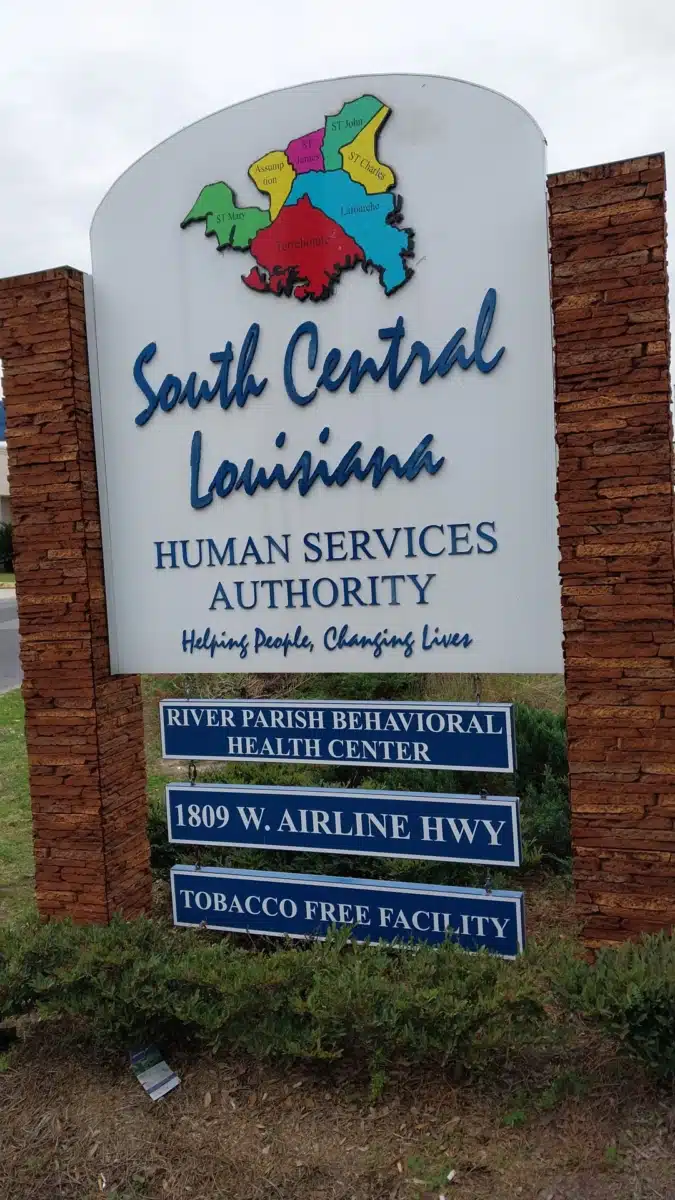 ST John
ST
James
ST Charles
Assump
tion
ST Mary
Lafourche
Terrebonne
South Central
Louisiana
HUMAN SERVICES
AUTHORITY
Helping People, Changing Lives
RIVER PARISH BEHAVIORAL
HEALTH CENTER
1809 W. AIRLINE HWY
TOBACCO FREE FACILITY